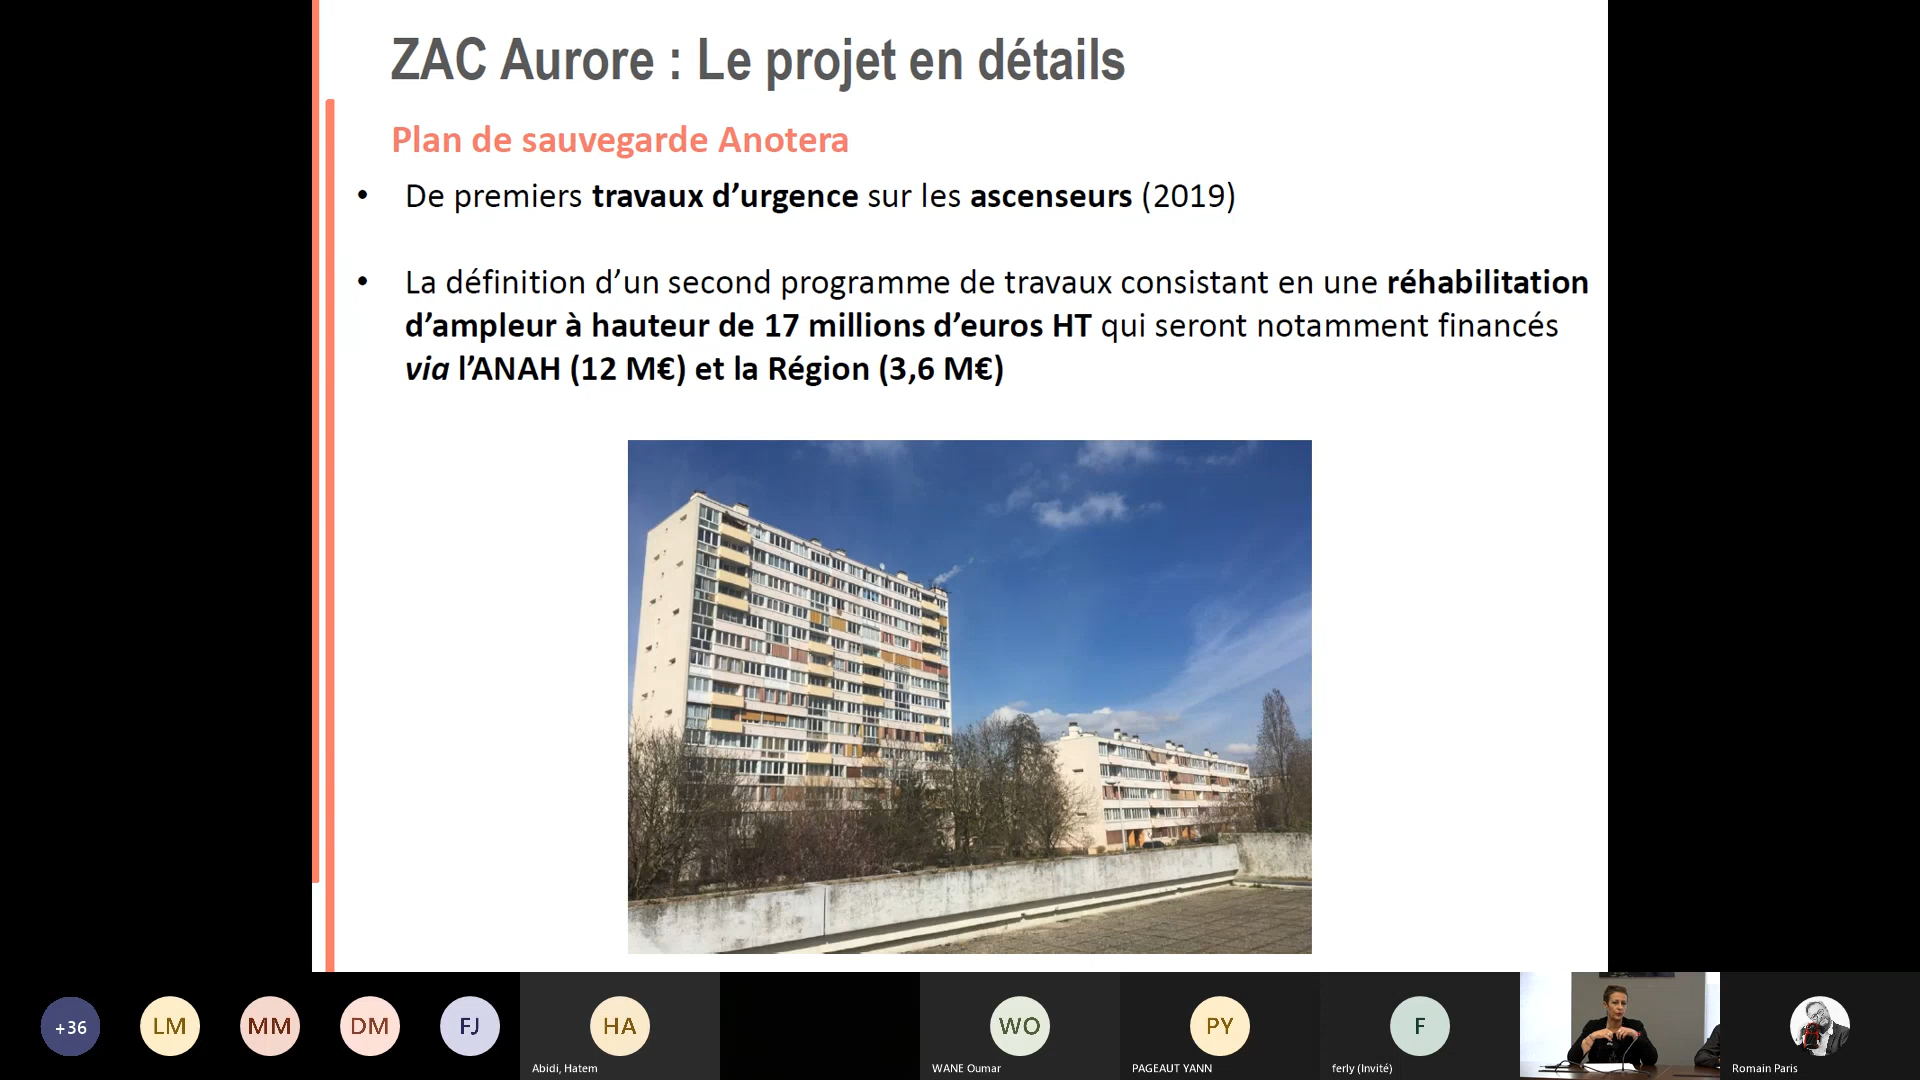 ZAC Aurore : Le projet en détails
Plan de sauvegarde Anotera
• De premiers travaux d’urgence sur les ascenseurs (2019)
• La définition d’un second programme de travaux consistant en une réhabilitation
d’ampleur à hauteur de 17 millions d’euros HT qui seront notamment financés
via l’ANAH (12 M€) et la Région (3,6 M€)
+36
LM
MM
DM
FJ
HA
WO
PY
F
Abidi, Hatem
WANE Oumar
PAGEAUT YANN
ferly (Invité)
Romain Paris